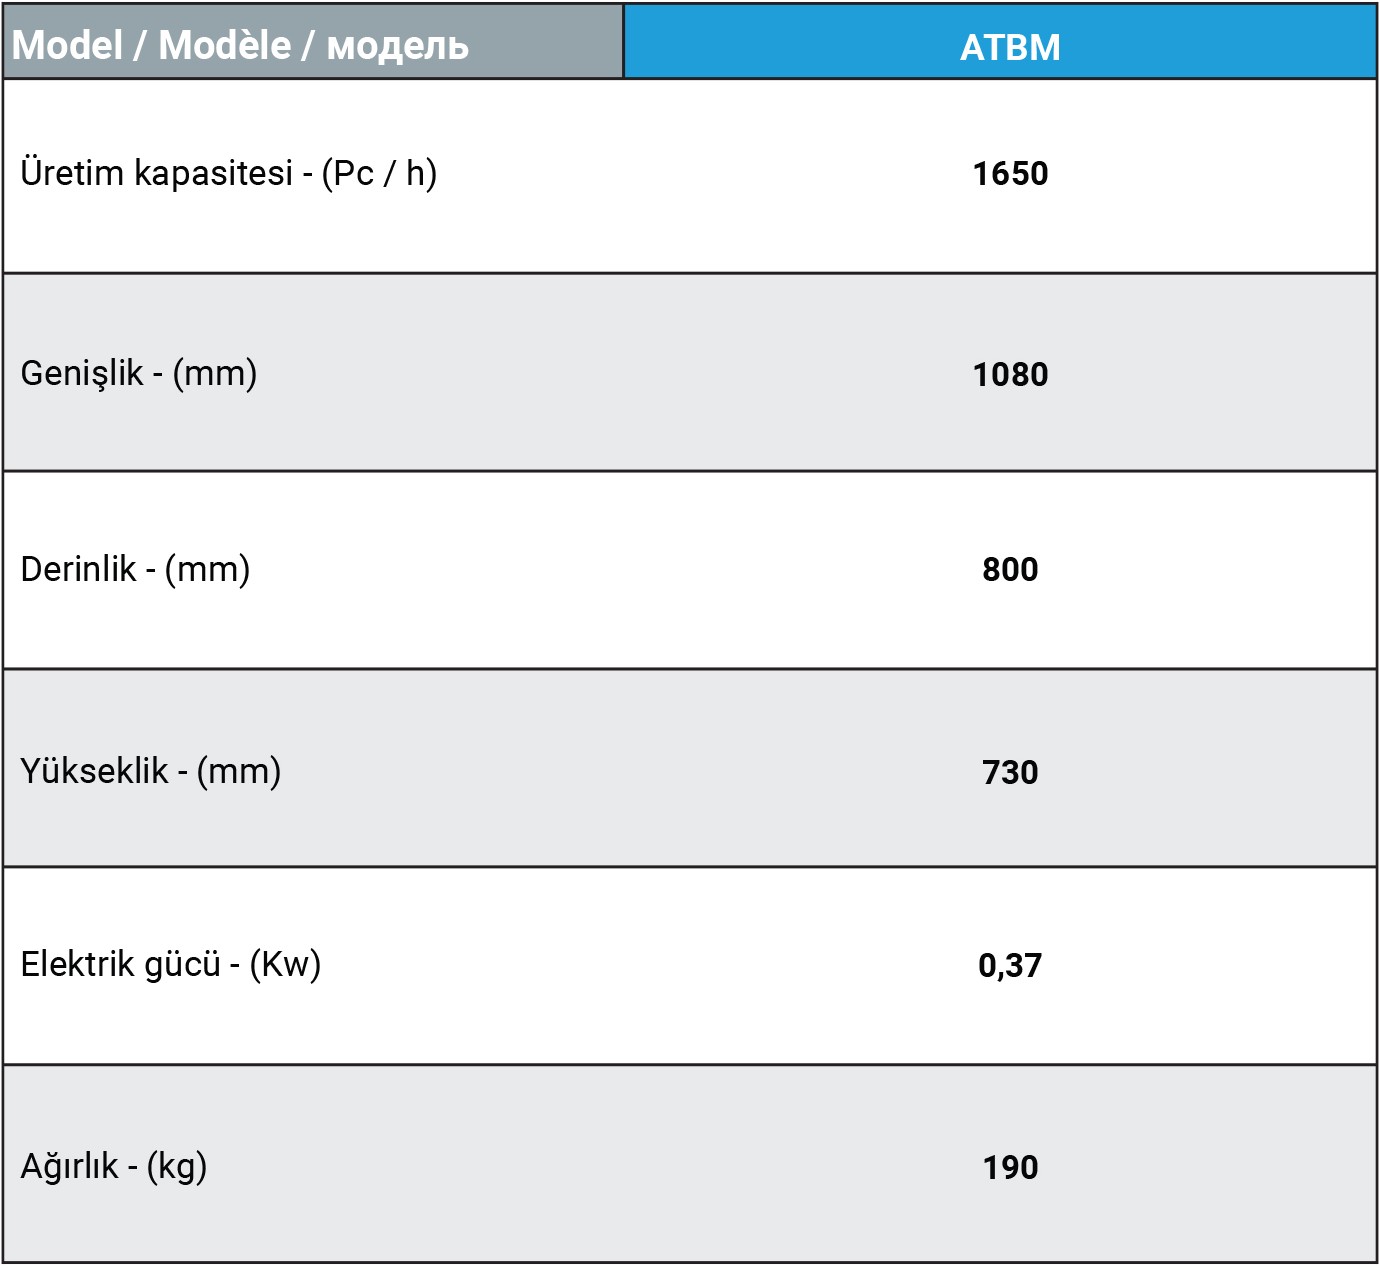 Model / Modèle / модель ATBM
Üretim kapasitesi - (Pc / h) 1650
Genişlik - (mm) 1080
Derinlik - (mm) 800
Yükseklik - (mm) 730
Elektrik gücü - (Kw) 0,37
Ağırlık - (kg) 190